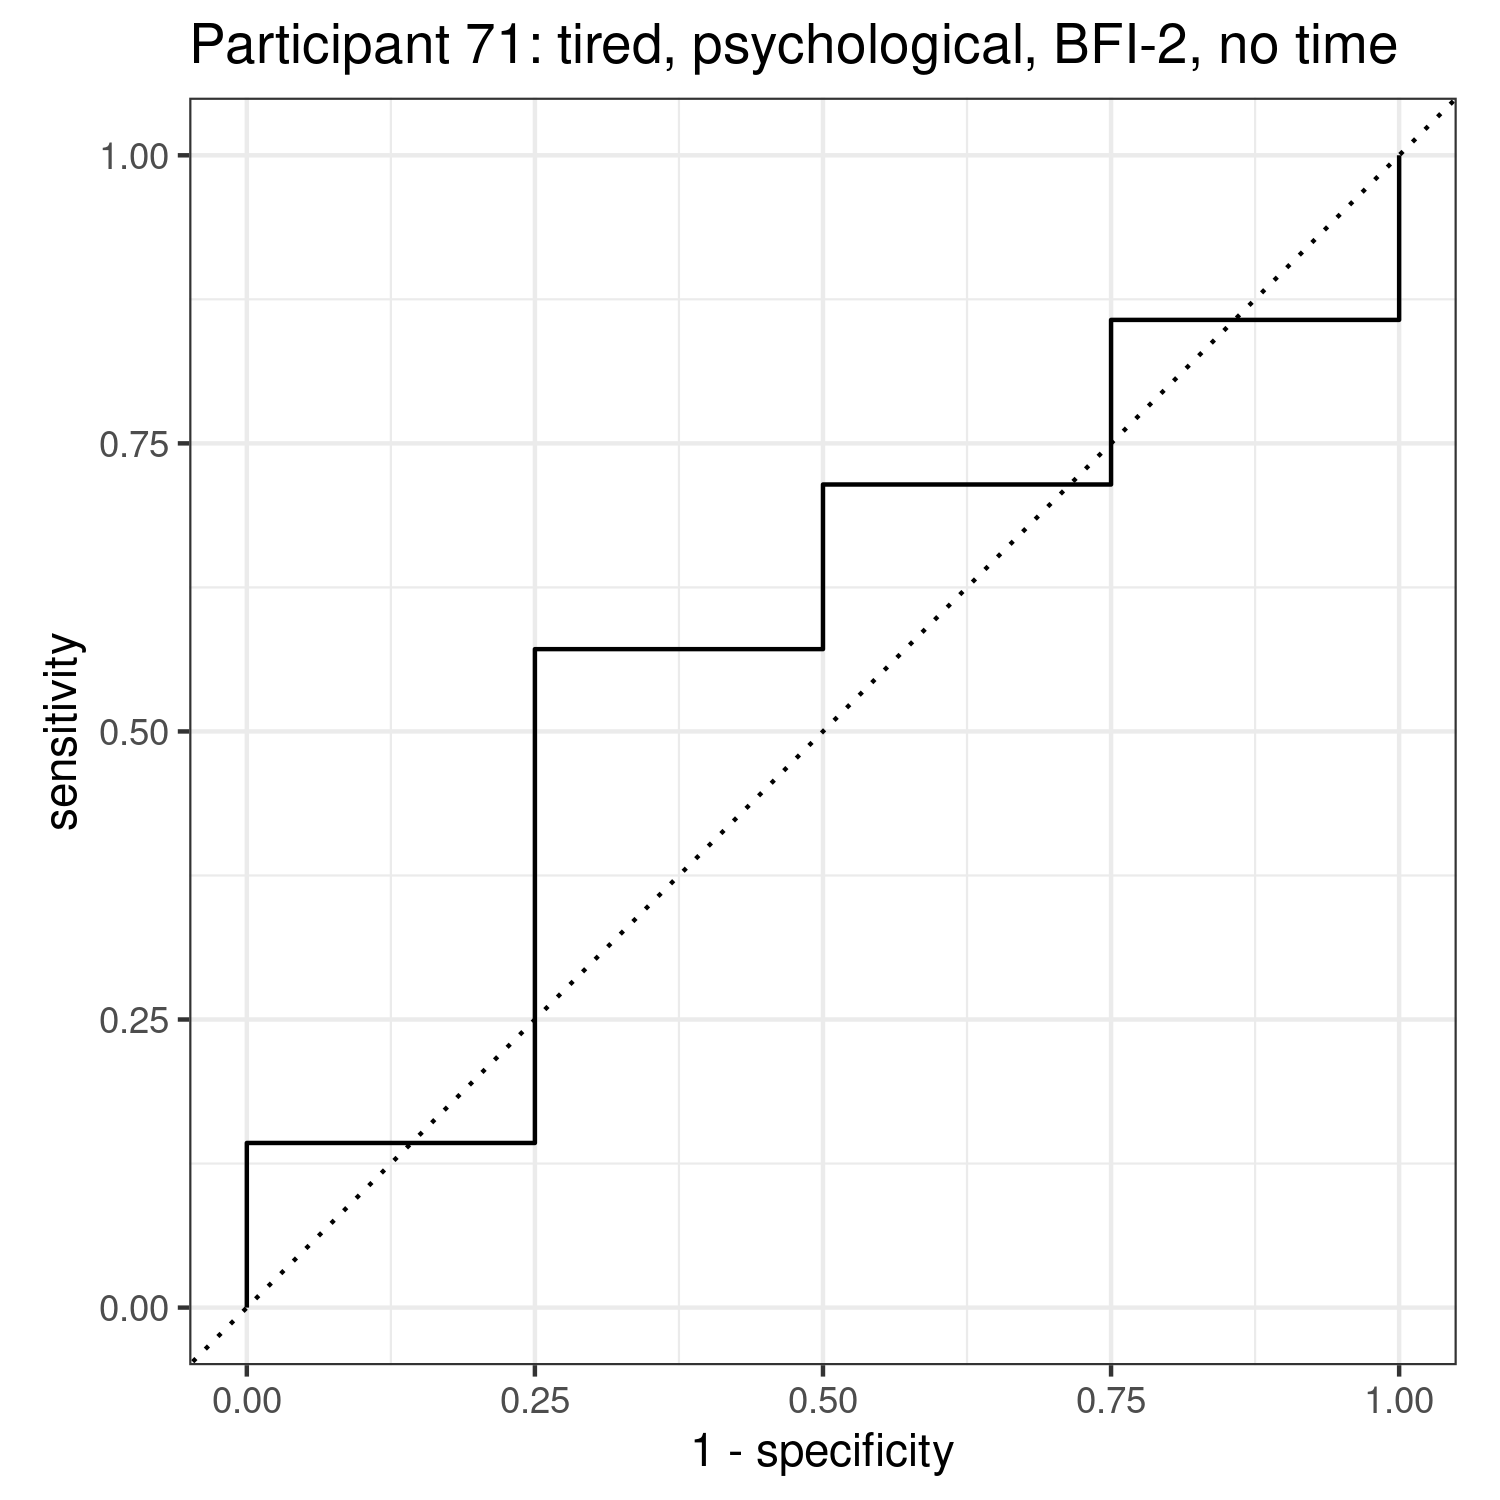 Participant 71: tired, psychological, BFI-2, no time
1.00
0.75
0.50
0.25
0.00
sensitivity
0.00 0.25 0.50 0.75 1.00
1 - specificity